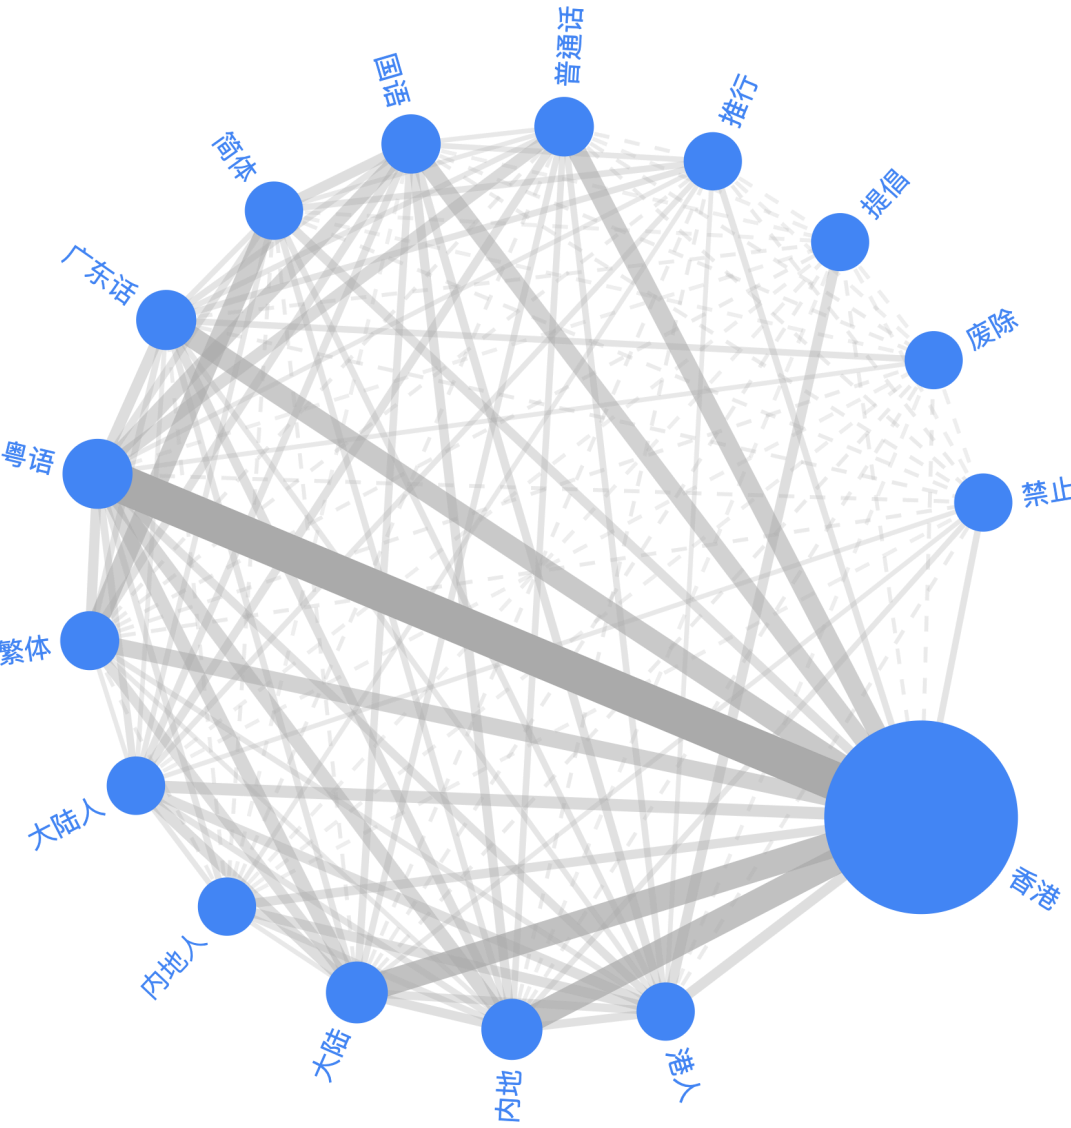 普通话
推行
提倡
废除
禁止
香港
港人
内地
大陆
内地人
大陆人
繁体
粤语
广东话
简体
国语